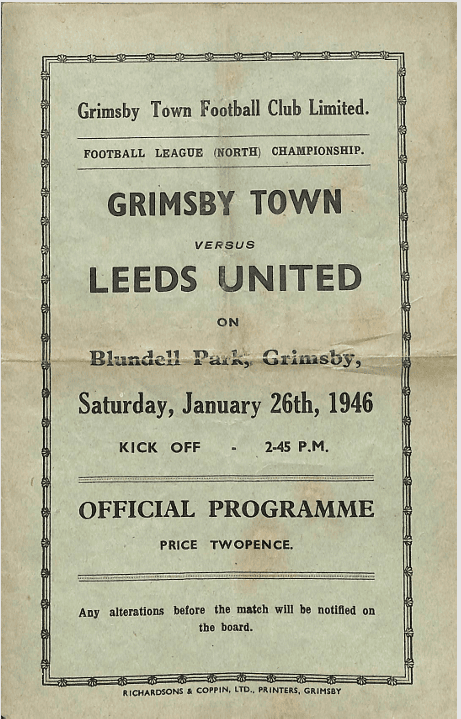 Grimsby Town Football Club Limited.
FOOTBALL LEAGUE (NORTH) CHAMPIONSHIP.
GRIMSBY TOWN
VERSUS
LEEDS UNITED
ON
Blundell Park, Grimsby,
Saturday, January 26th, 1946
KICK OFF - 2-45 P.M.
OFFICIAL PROGRAMME
PRICE TWOPENCE.
Any alterations before the match will be notified on
the board.
RICHARDSONS & COPPIN, LTD., PRINTERS, GRIMSBY